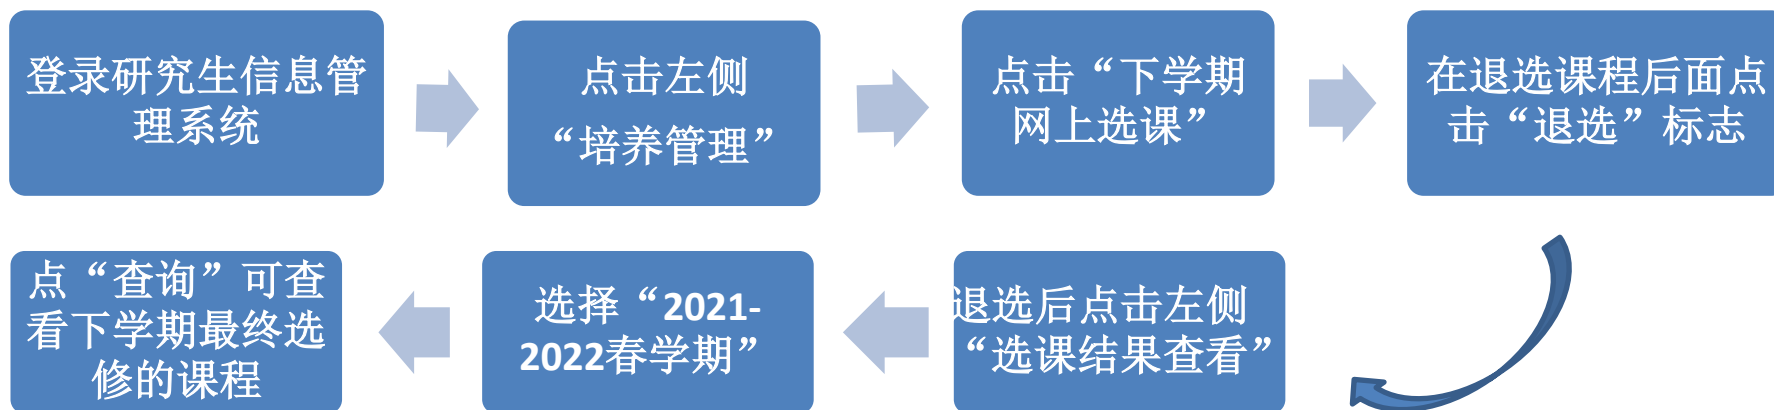 登录研究生信息管
理系统
点击左侧
“培养管理”
点击“下学期
网上选课”
在退选课程后面点
击“退选”标志
退选后点击左侧
“选课结果查看”
选择“2021-
2022春学期”
点“查询”可查
看下学期最终选
修的课程